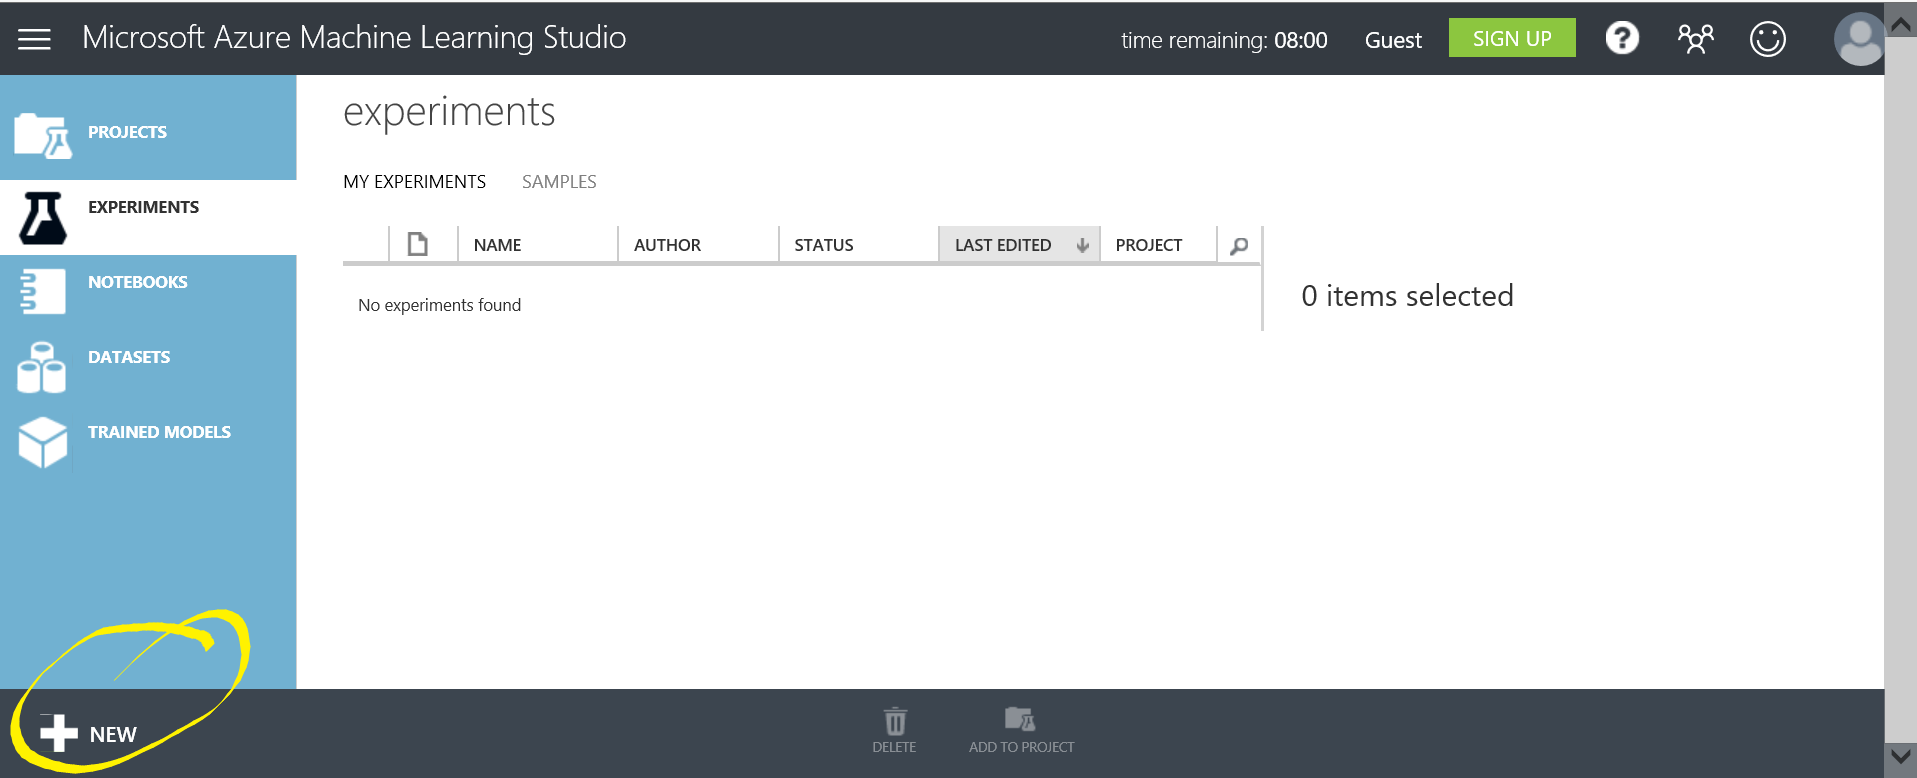 Microsoft Azure Machine Learning Studio
time remaining: 08:00 Guest SIGN UP ?
PROJECTS
EXPERIMENTS
NOTEBOOKS
DATASETS
TRAINED MODELS
experiments
MY EXPERIMENTS SAMPLES
NAME AUTHOR STATUS LAST EDITED PROJECT
No experiments found
0 items selected
NEW
DELETE ADD TO PROJECT